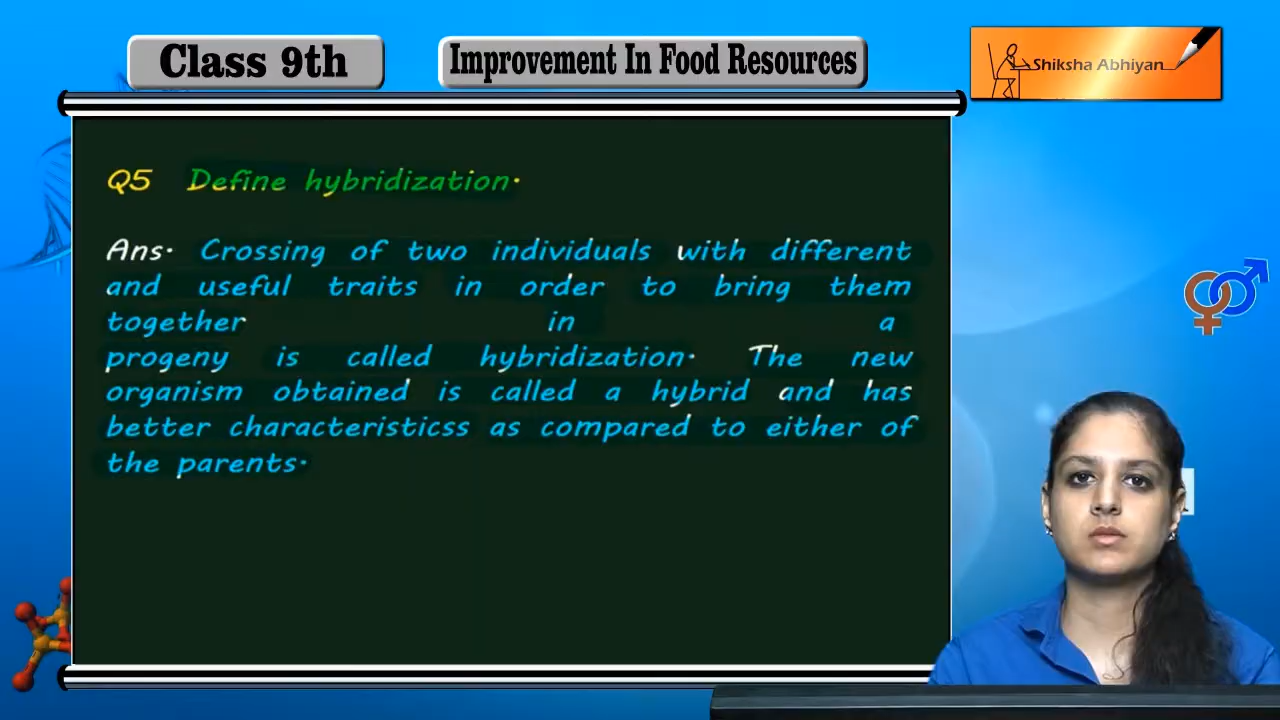 Class 9th
Improvement In Food Resources
Shiksha Abhiyan
Q5 Define hybridization.
Ans. Crossing of two individuals with different
and useful traits in order to bring them
together in a
progeny is called hybridization. The new
organism obtained is called a hybrid and has
better characteristicss as compared to either of
the parents.